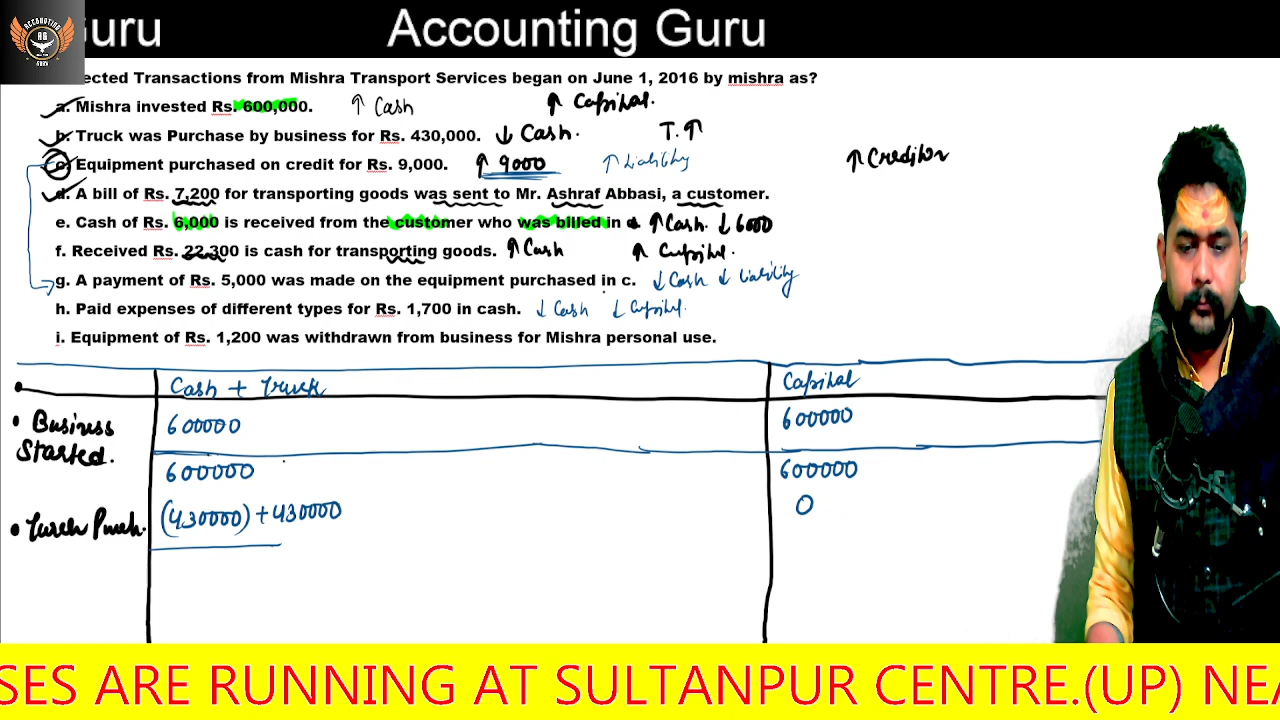 Guru Accounting Guru
ACCOUNTING
AG
GURU
ected Transactions from Mishra Transport Services began on June 1, 2016 by mishra as?
a. Mishra invested Rs. 600,000. ↑ Cash ↑ Capital.
b. Truck was Purchase by business for Rs. 430,000. ↓ Cash. T. ↑
c. Equipment purchased on credit for Rs. 9,000. ↑ 9000 ↑ Liability ↑ Creditor
d. A bill of Rs. 7,200 for transporting goods was sent to Mr. Ashraf Abbasi, a customer.
e. Cash of Rs. 6,000 is received from the customer who was billed in ↑ Cash. ↓ 6000
f. Received Rs. 22,300 is cash for transporting goods. ↑ Cash ↑ Capital.
g. A payment of Rs. 5,000 was made on the equipment purchased in c. ↓ Cash ↓ Liability
h. Paid expenses of different types for Rs. 1,700 in cash. ↓ Cash ↓ Capital.
i. Equipment of Rs. 1,200 was withdrawn from business for Mishra personal use.
Cash + Truck Capital
• Business 600000 600000
Started.
600000 600000
• Purch. (430000) + 430000 0
SES ARE RUNNING AT SULTANPUR CENTRE.(UP) NEA